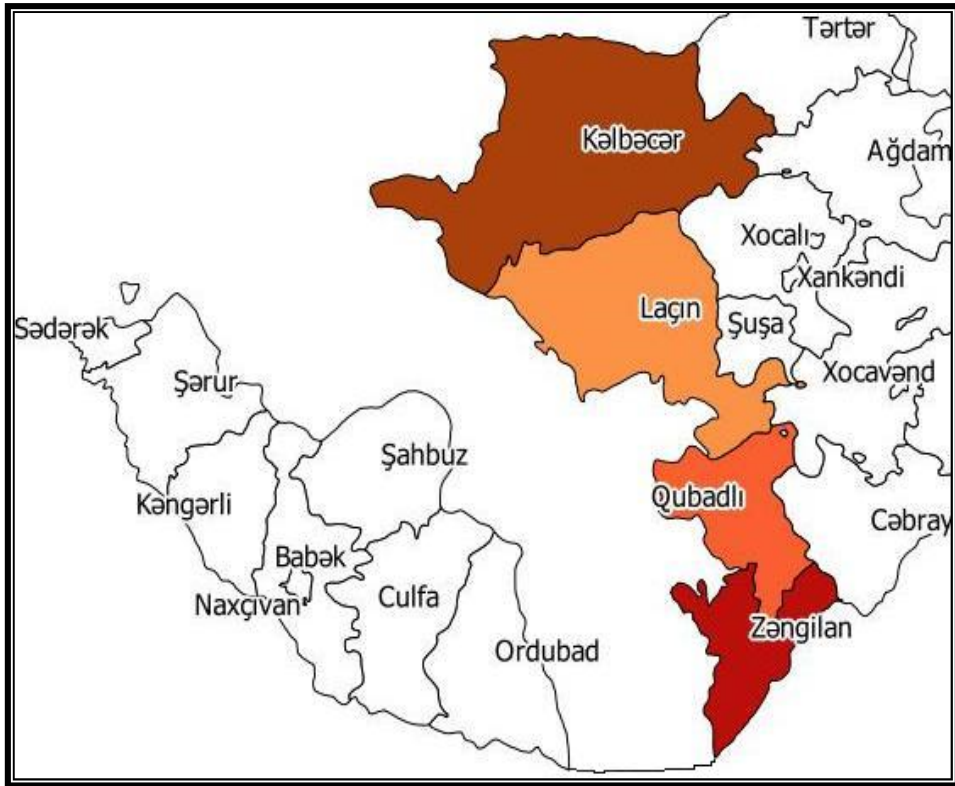 Tərtər
Kəlbəcər
Ağdam
Xocalı
Xankəndi
Laçın
Şuşa
Sədərək
Şərur
Xocavənd
Şahbuz
Kəngərli
Qubadlı
Cəbray
Babək
Naxçıvan
Culfa
Zəngilan
Ordubad